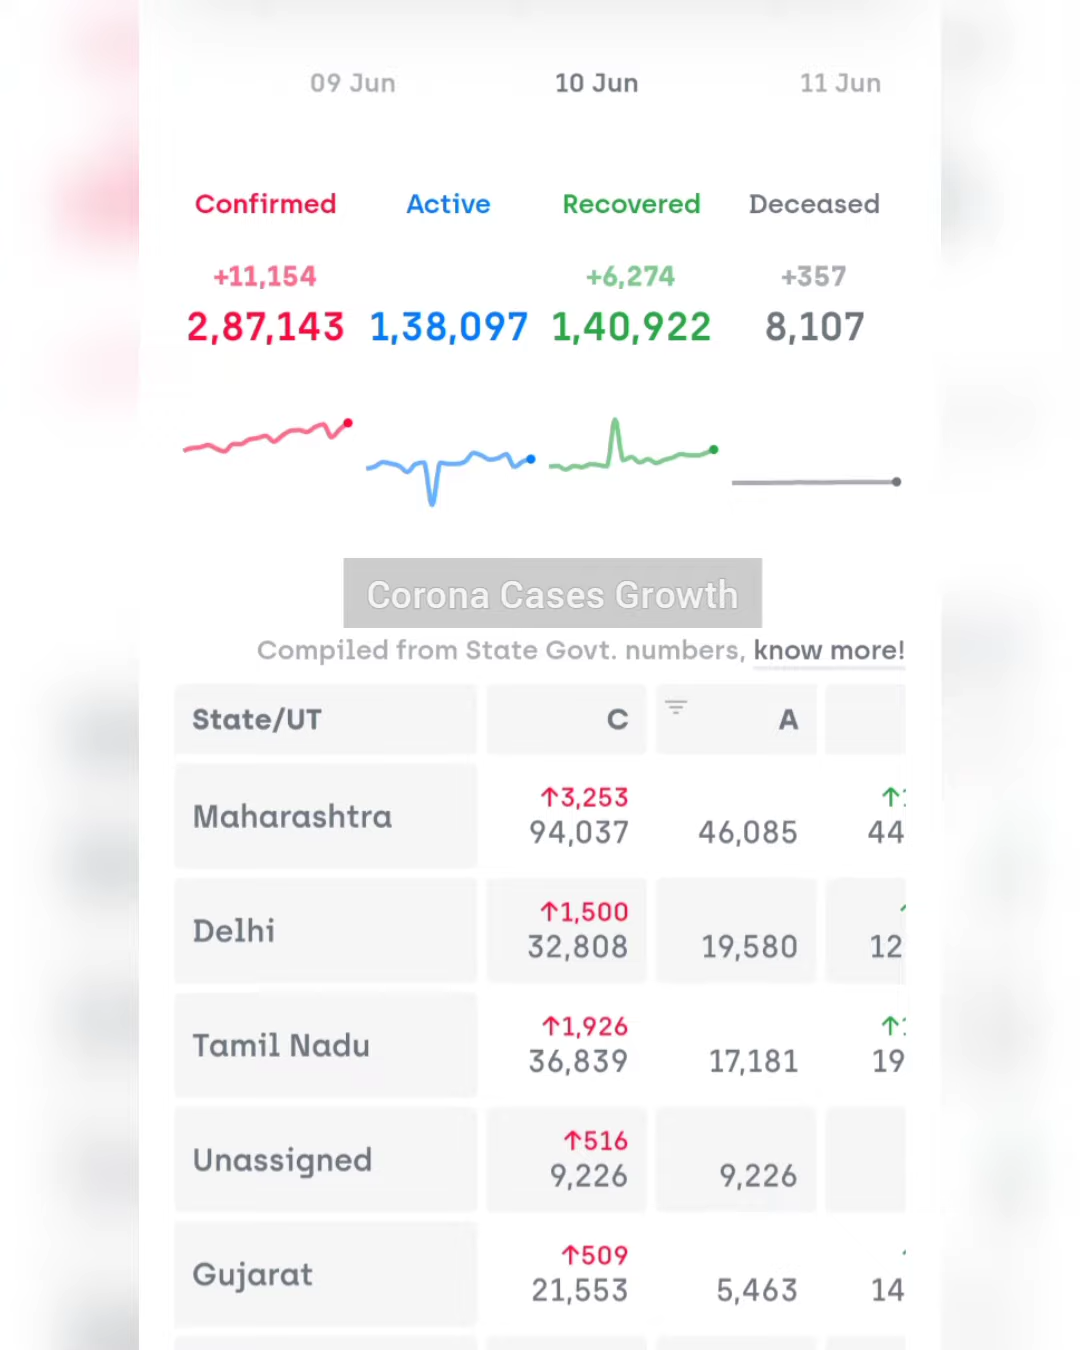 09 Jun 10 Jun 11 Jun
Confirmed Active Recovered Deceased
+11,154 +6,274 +357
2,87,143 1,38,097 1,40,922 8,107
Corona Cases Growth
Compiled from State Govt. numbers, know more!
State/UT C A
↑3,253
Maharashtra 94,037 46,085 44
↑1,500
Delhi 32,808 19,580 12
↑1,926
Tamil Nadu 36,839 17,181 19
↑516
Unassigned 9,226 9,226
↑509
Gujarat 21,553 5,463 14